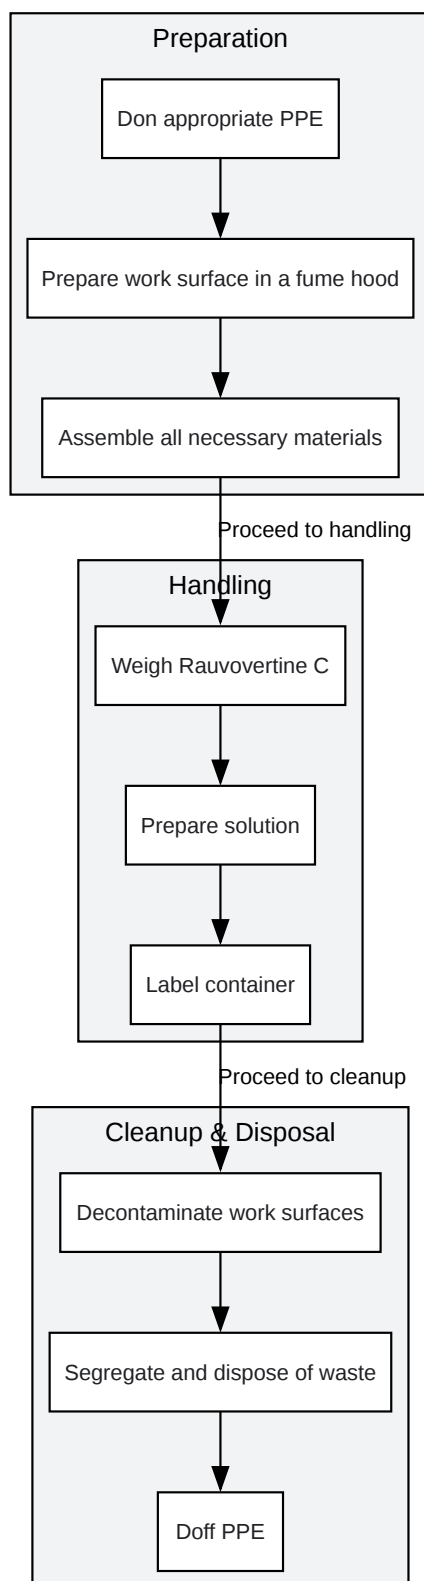 Preparation
Don appropriate PPE
Prepare work surface in a fume hood
Assemble all necessary materials
Proceed to handling
Handling
Weigh Rauvovertine C
Prepare solution
Label container
Proceed to cleanup
Cleanup & Disposal
Decontaminate work surfaces
Segregate and dispose of waste
Doff PPE